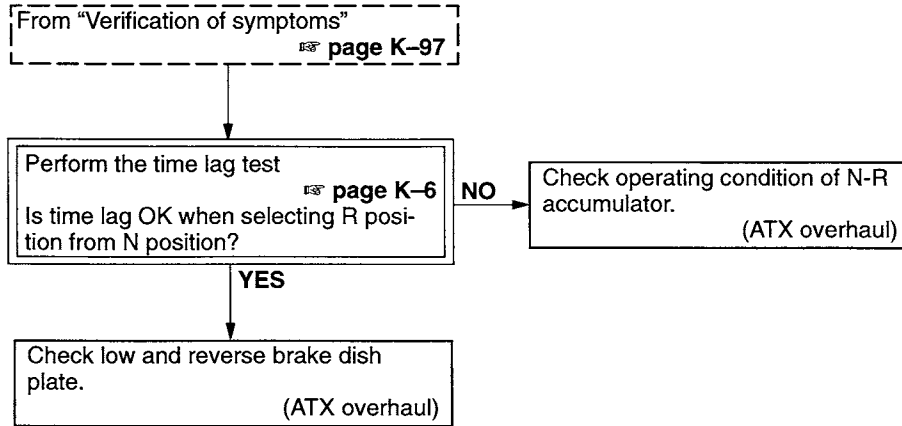 From “Verification of symptoms”
☞ page K–97
Perform the time lag test
☞ page K–6
Is time lag OK when selecting R posi-
tion from N position?
NO
Check operating condition of N-R
accumulator.
(ATX overhaul)
YES
Check low and reverse brake dish
plate.
(ATX overhaul)